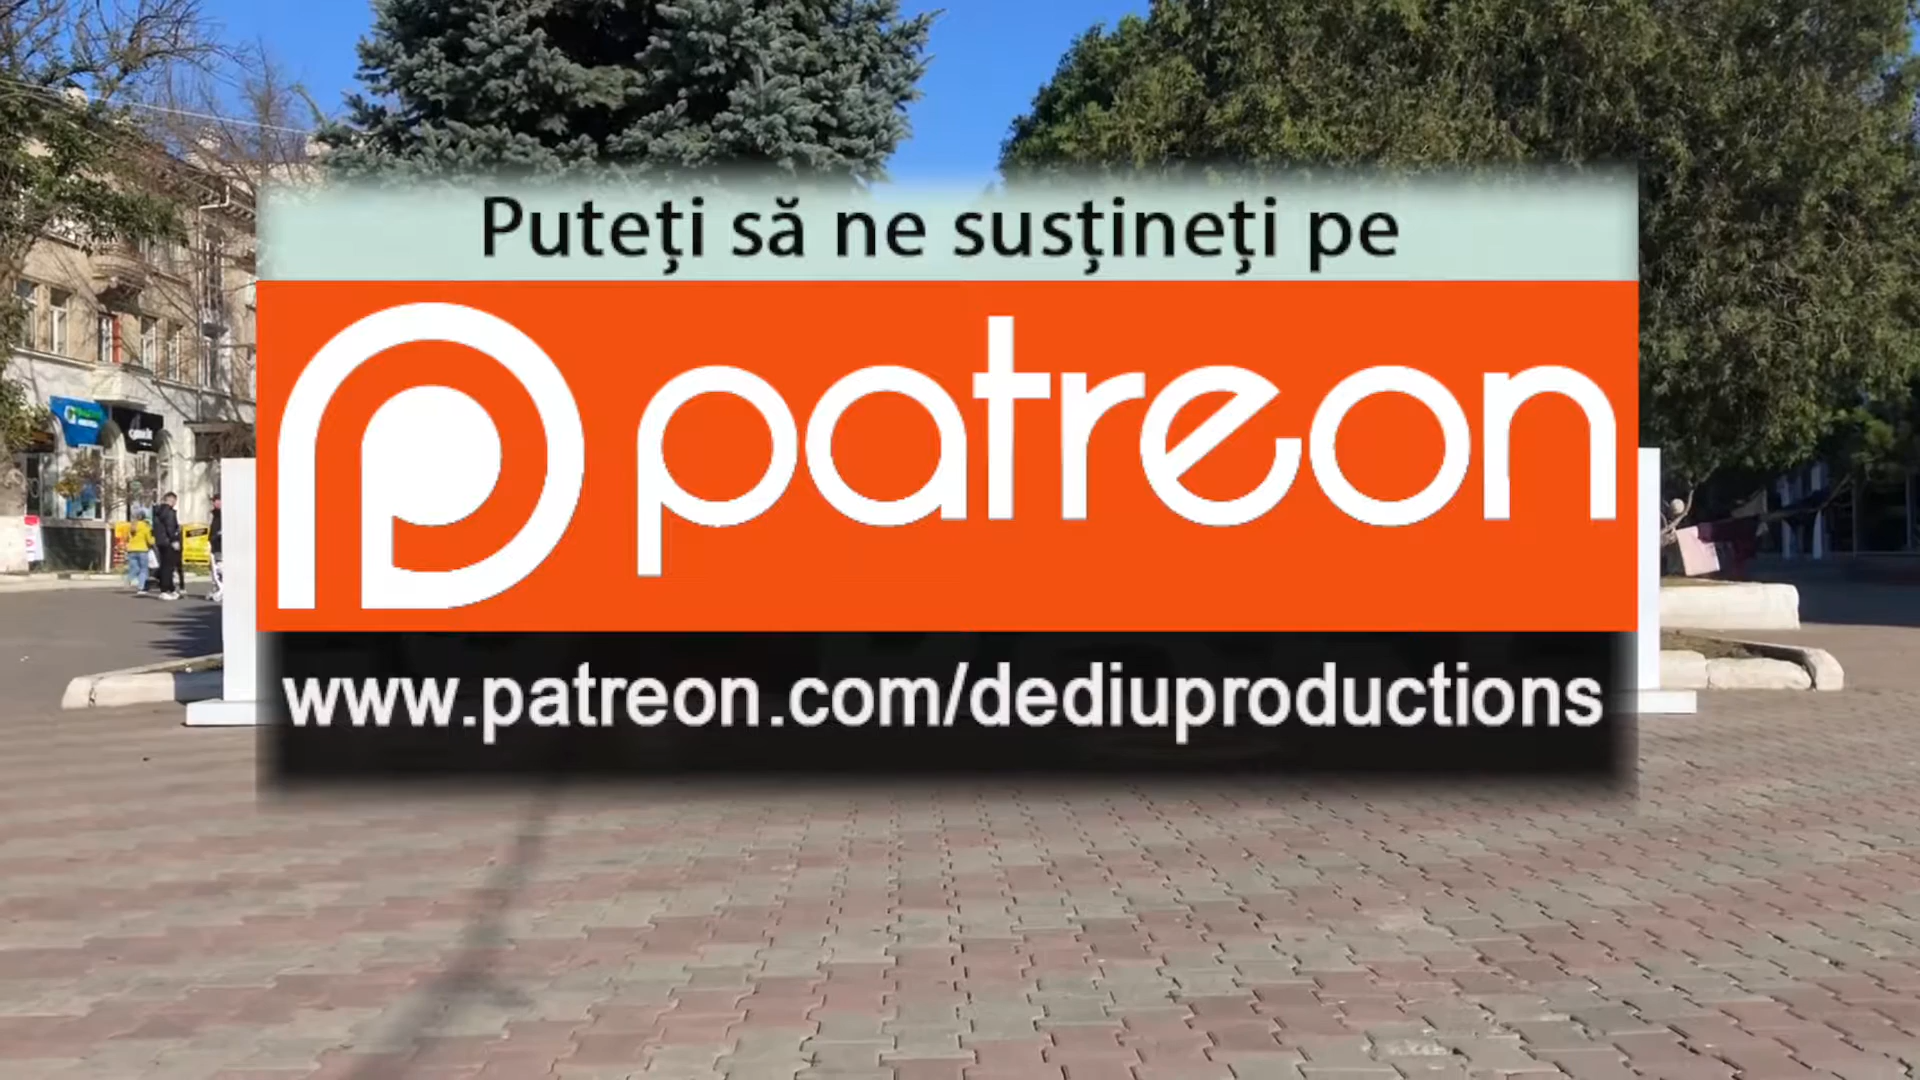 Puteți să ne susțineți pe
patreon
www.patreon.com/dediuproductions